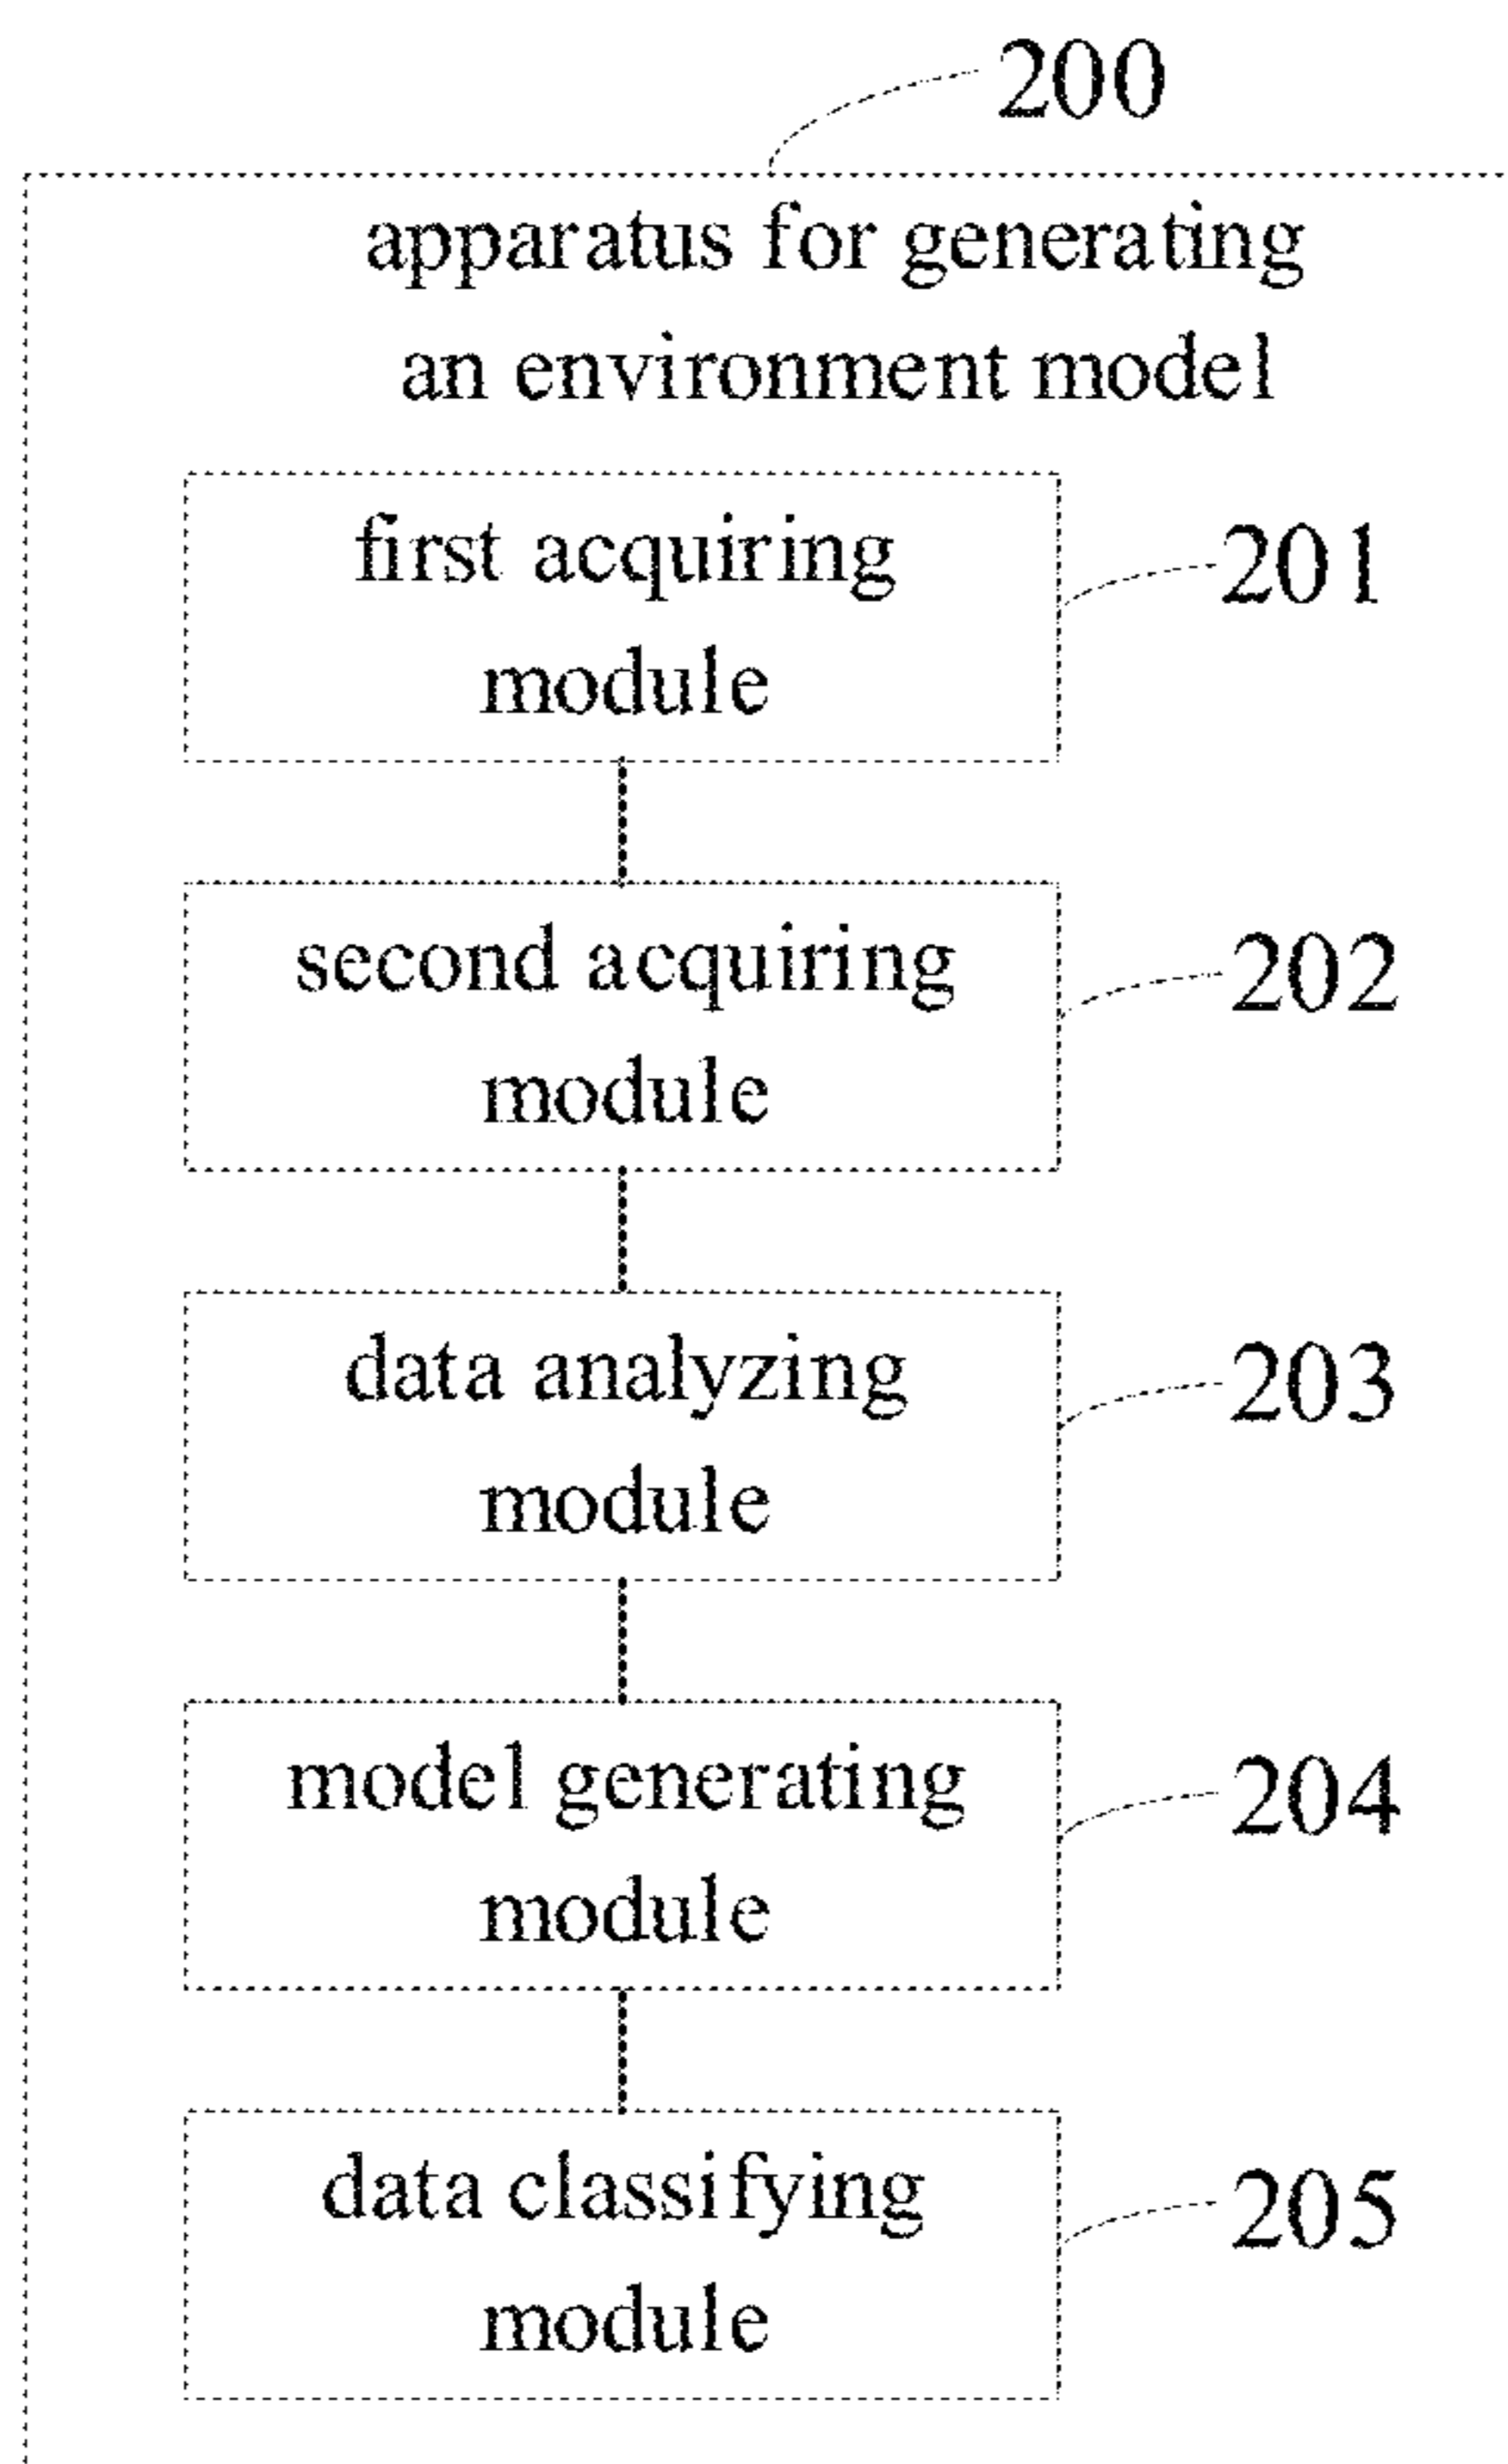 200
apparatus for generating
an environment model
first acquiring
module
201
second acquiring
module
202
data analyzing
module
203
model generating
module
204
data classifying
module
205